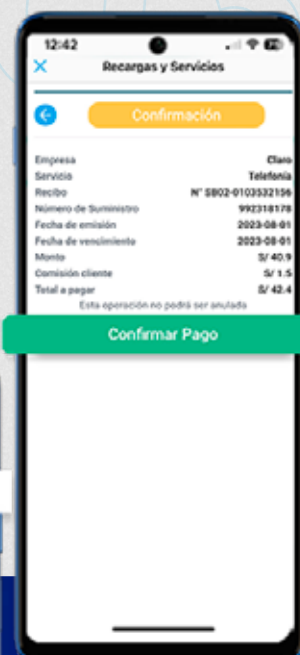 12:42
Recargas y Servicios
Confirmación
Empresa Claro
Servicio Telefonía
Recibo N° SB02-0103532156
Número de Suministro 992318178
Fecha de emisión 2023-08-01
Fecha de vencimiento 2023-08-01
Monto S/ 40.9
Comisión cliente S/ 1.5
Total a pagar S/ 42.4
Esta operación no podrá ser anulada
Confirmar Pago